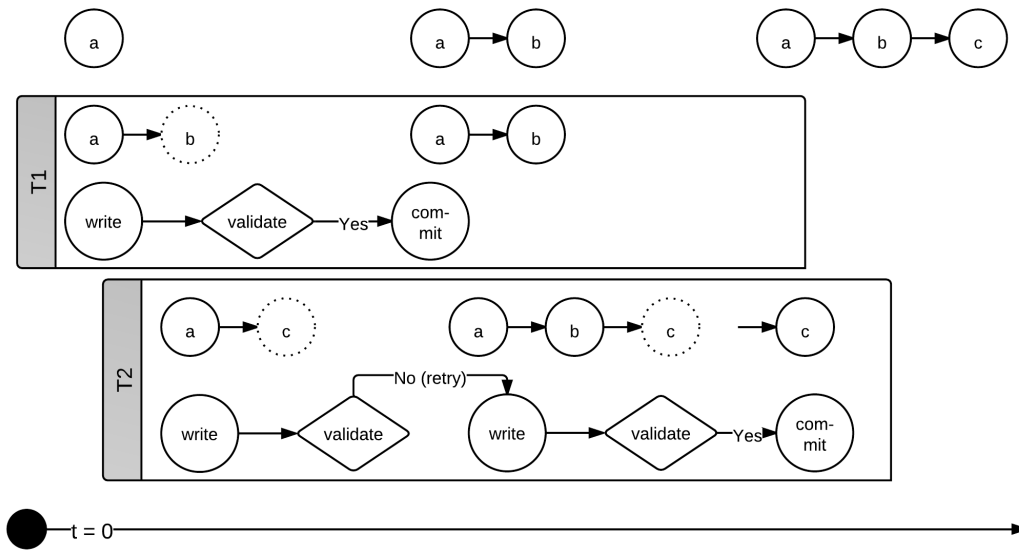 a
a b
a b c
T1
a b
a b
write
validate
Yes
com-
mit
T2
a c
a b c
c
No (retry)
write
validate
write
validate
Yes
com-
mit
t = 0